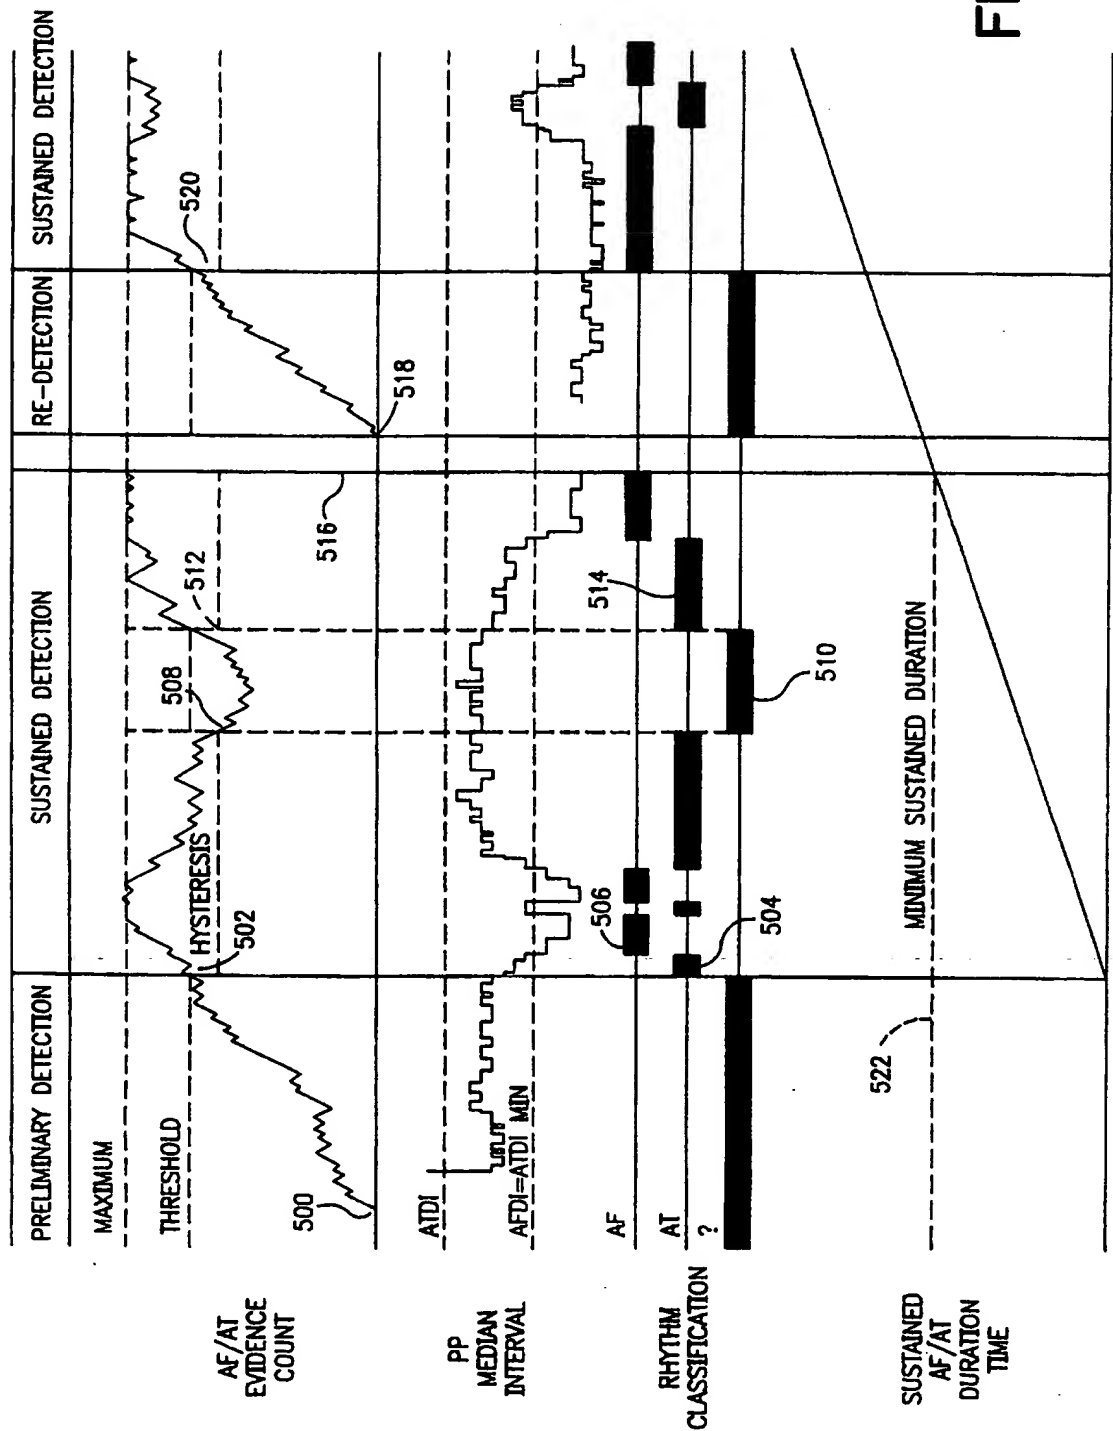 PRELIMINARY DETECTION
SUSTAINED DETECTION
RE-DETECTION
SUSTAINED DETECTION
AF/AT
EVIDENCE
COUNT
MAXIMUM
THRESHOLD
HYSTERESIS
500
502
508
512
516
518
520
PP
MEDIAN
INTERVAL
ATDI
AFDI=ATDI MIN
RHYTHM
CLASSIFICATION
AF
AT
?
506
504
514
510
SUSTAINED
AF/AT
DURATION
TIME
522
MINIMUM SUSTAINED DURATION